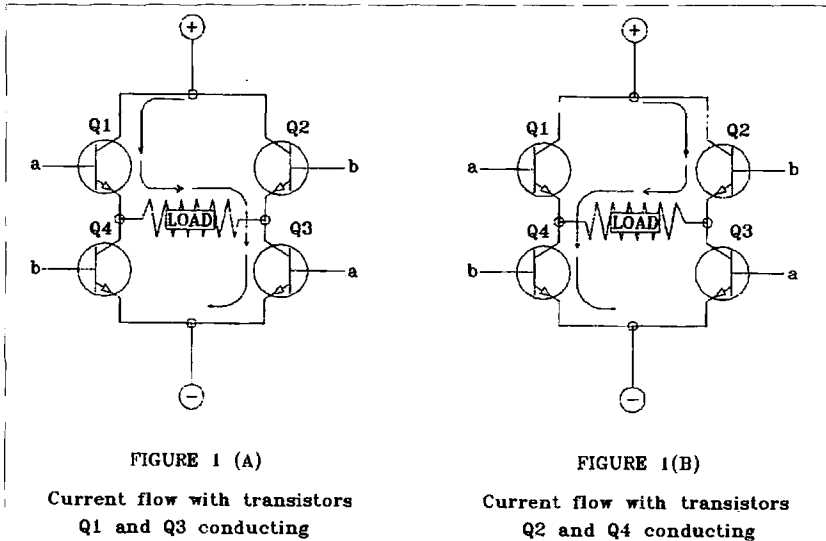 +
+
Q1
Q2
Q1
Q2
a
b
a
b
LOAD
LOAD
Q4
Q3
Q4
Q3
b
a
b
a
−
−
FIGURE 1 (A)
Current flow with transistors
Q1 and Q3 conducting
FIGURE 1(B)
Current flow with transistors
Q2 and Q4 conducting